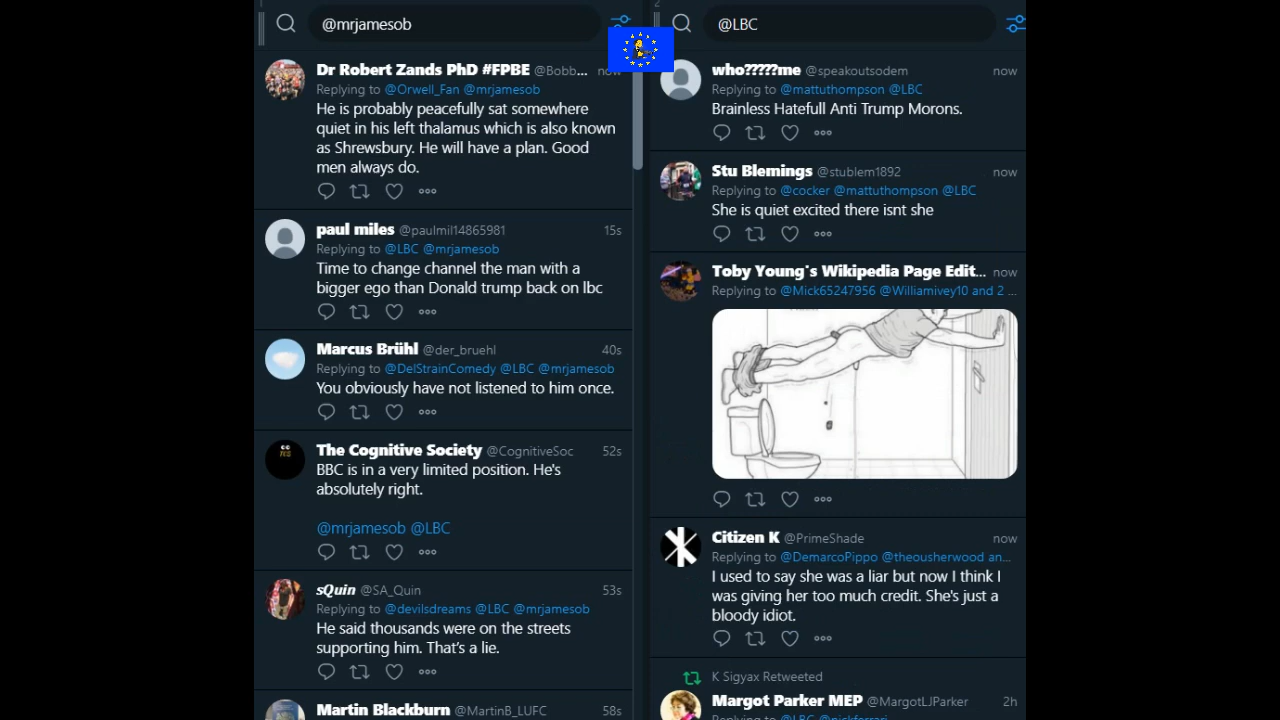 1
@mrjamesob
Dr Robert Zands PhD #FPBE @Bobb... now
Replying to @Orwell_Fan @mrjamesob
He is probably peacefully sat somewhere
quiet in his left thalamus which is also known
as Shrewsbury. He will have a plan. Good
men always do.
paul miles @paulmil14865981 15s
Replying to @LBC @mrjamesob
Time to change channel the man with a
bigger ego than Donald trump back on lbc
Marcus Brühl @der_bruehl 40s
Replying to @DelStrainComedy @LBC @mrjamesob
You obviously have not listened to him once.
The Cognitive Society @CognitiveSoc 52s
BBC is in a very limited position. He's
absolutely right.
@mrjamesob @LBC
sQuin @SA_Quin 53s
Replying to @devilsdreams @LBC @mrjamesob
He said thousands were on the streets
supporting him. That's a lie.
Martin Blackburn @MartinB_LUFC 58s
2
@LBC
who?????me @speakoutsodem now
Replying to @mattuthompson @LBC
Brainless Hatefull Anti Trump Morons.
Stu Blemings @stublem1892 now
Replying to @cocker @mattuthompson @LBC
She is quiet excited there isnt she
Toby Young's Wikipedia Page Edit... now
Replying to @Mick65247956 @Williamivey10 and 2 ...
Citizen K @PrimeShade now
Replying to @DemarcoPippo @theousherwood an...
I used to say she was a liar but now I think I
was giving her too much credit. She's just a
bloody idiot.
K Sigyax Retweeted
Margot Parker MEP @MargotLJParker 2h
Replying to @LBC @nickferrari